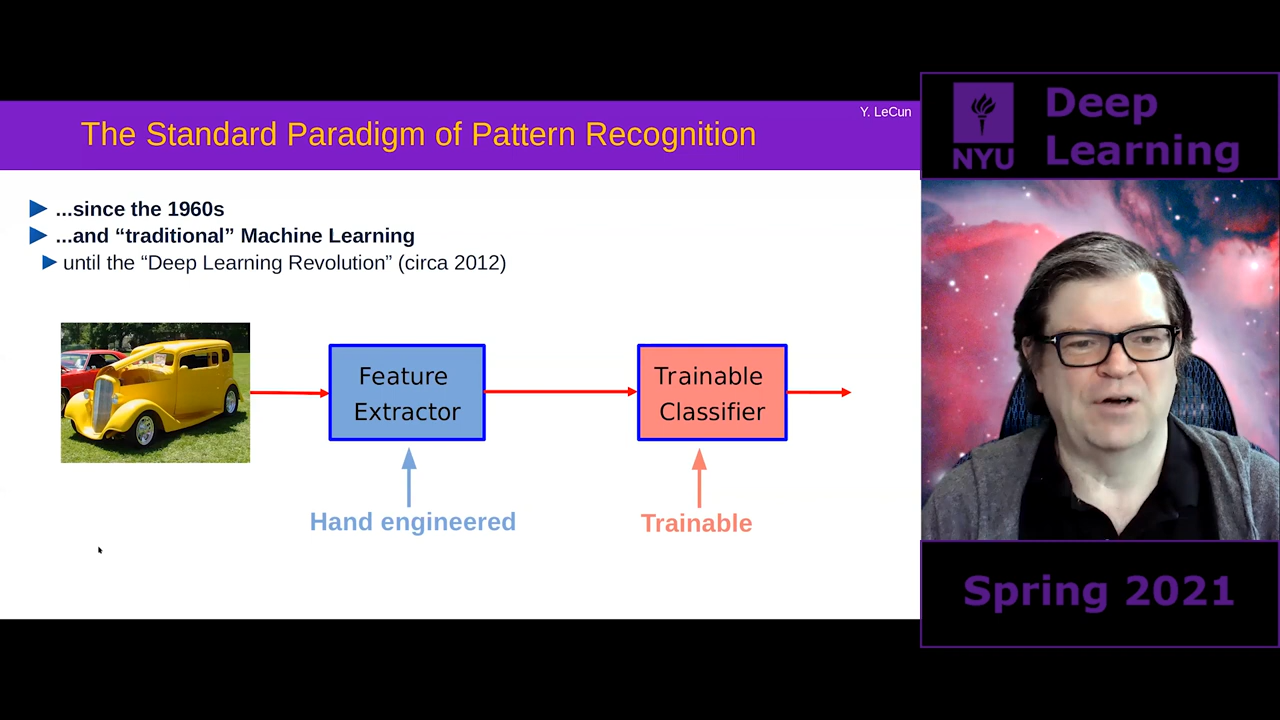 Y. LeCun
The Standard Paradigm of Pattern Recognition
...since the 1960s
...and “traditional” Machine Learning
until the “Deep Learning Revolution” (circa 2012)
Feature
Extractor
Trainable
Classifier
Hand engineered
Trainable
NYU
Deep
Learning
Spring 2021